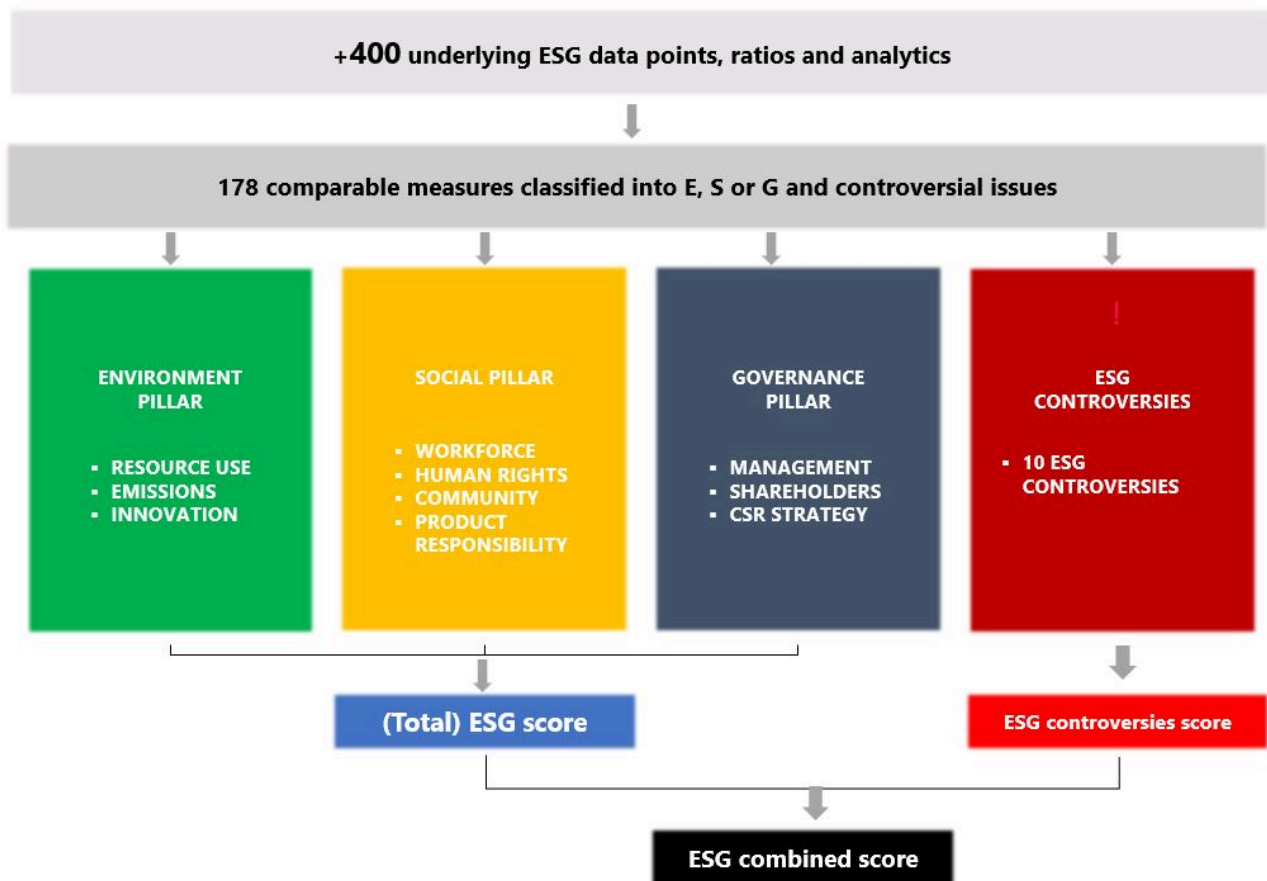 +400 underlying ESG data points, ratios and analytics
178 comparable measures classified into E, S or G and controversial issues
ENVIRONMENT
PILLAR
▪ RESOURCE USE
▪ EMISSIONS
▪ INNOVATION
SOCIAL PILLAR
▪ WORKFORCE
▪ HUMAN RIGHTS
▪ COMMUNITY
▪ PRODUCT
RESPONSIBILITY
GOVERNANCE
PILLAR
▪ MANAGEMENT
▪ SHAREHOLDERS
▪ CSR STRATEGY
!
ESG
CONTROVERSIES
▪ 10 ESG
CONTROVERSIES
(Total) ESG score
ESG controversies score
ESG combined score